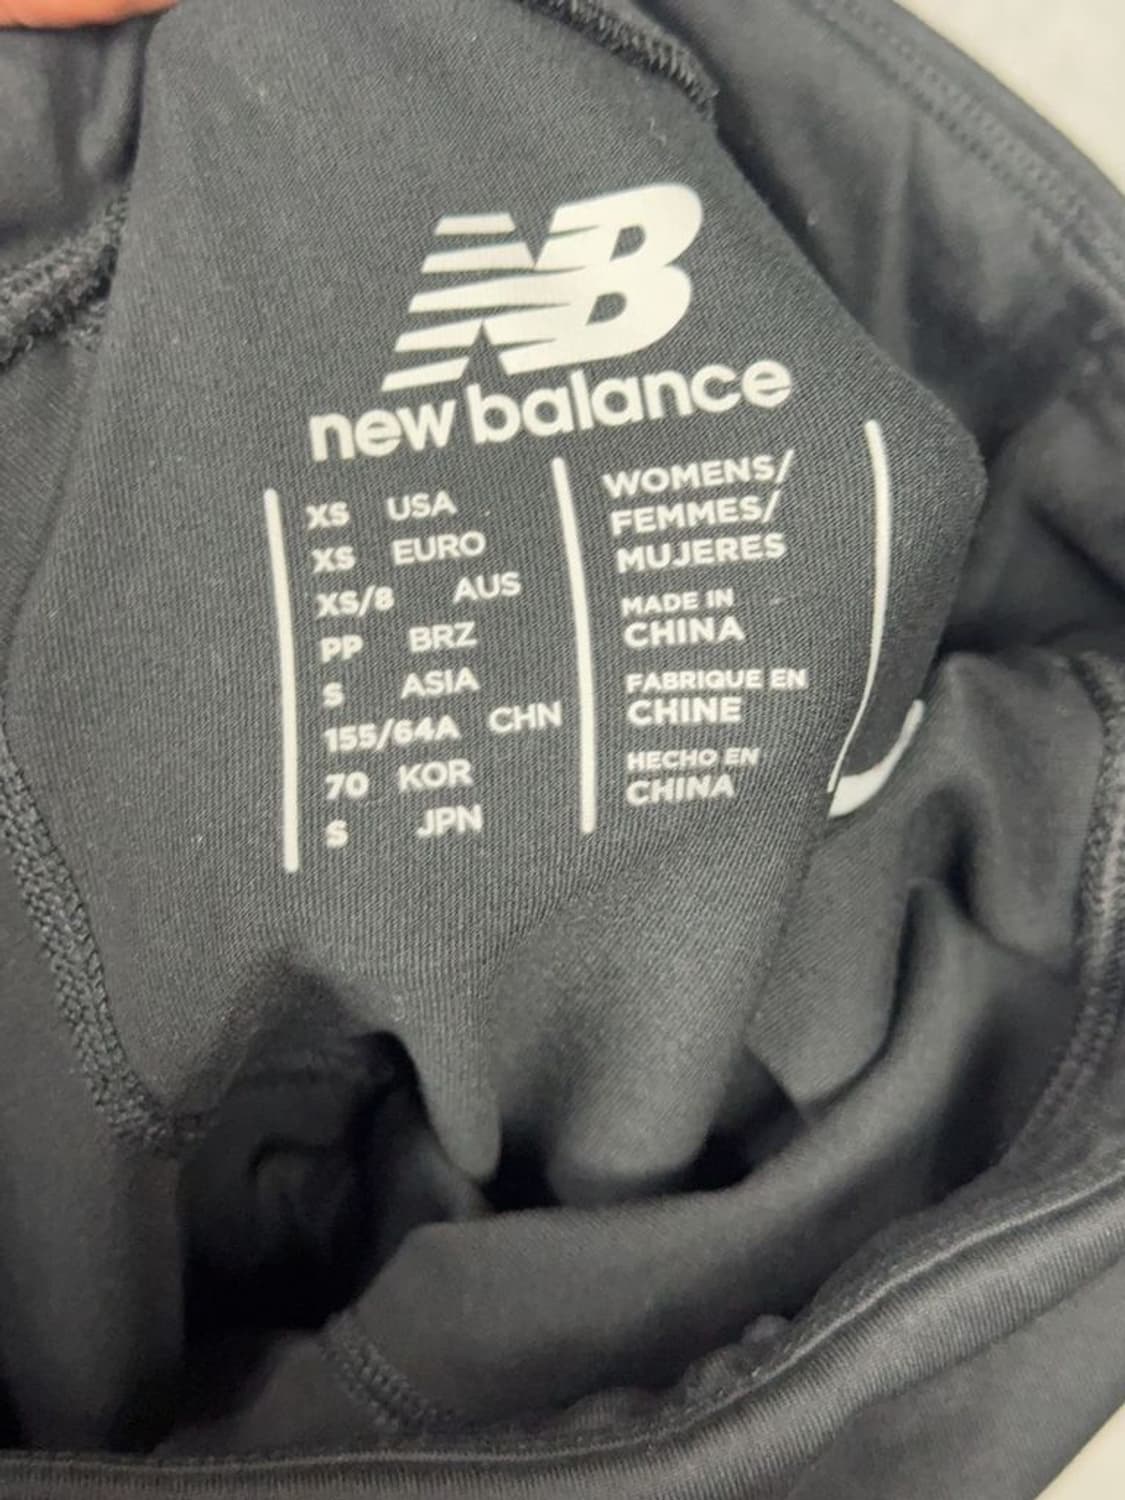 NB
new balance
XS USA
XS EURO
XS/8 AUS
PP BRZ
S ASIA
155/64A CHN
70 KOR
S JPN
WOMENS/
FEMMES/
MUJERES
MADE IN
CHINA
FABRIQUE EN
CHINE
HECHO EN
CHINA